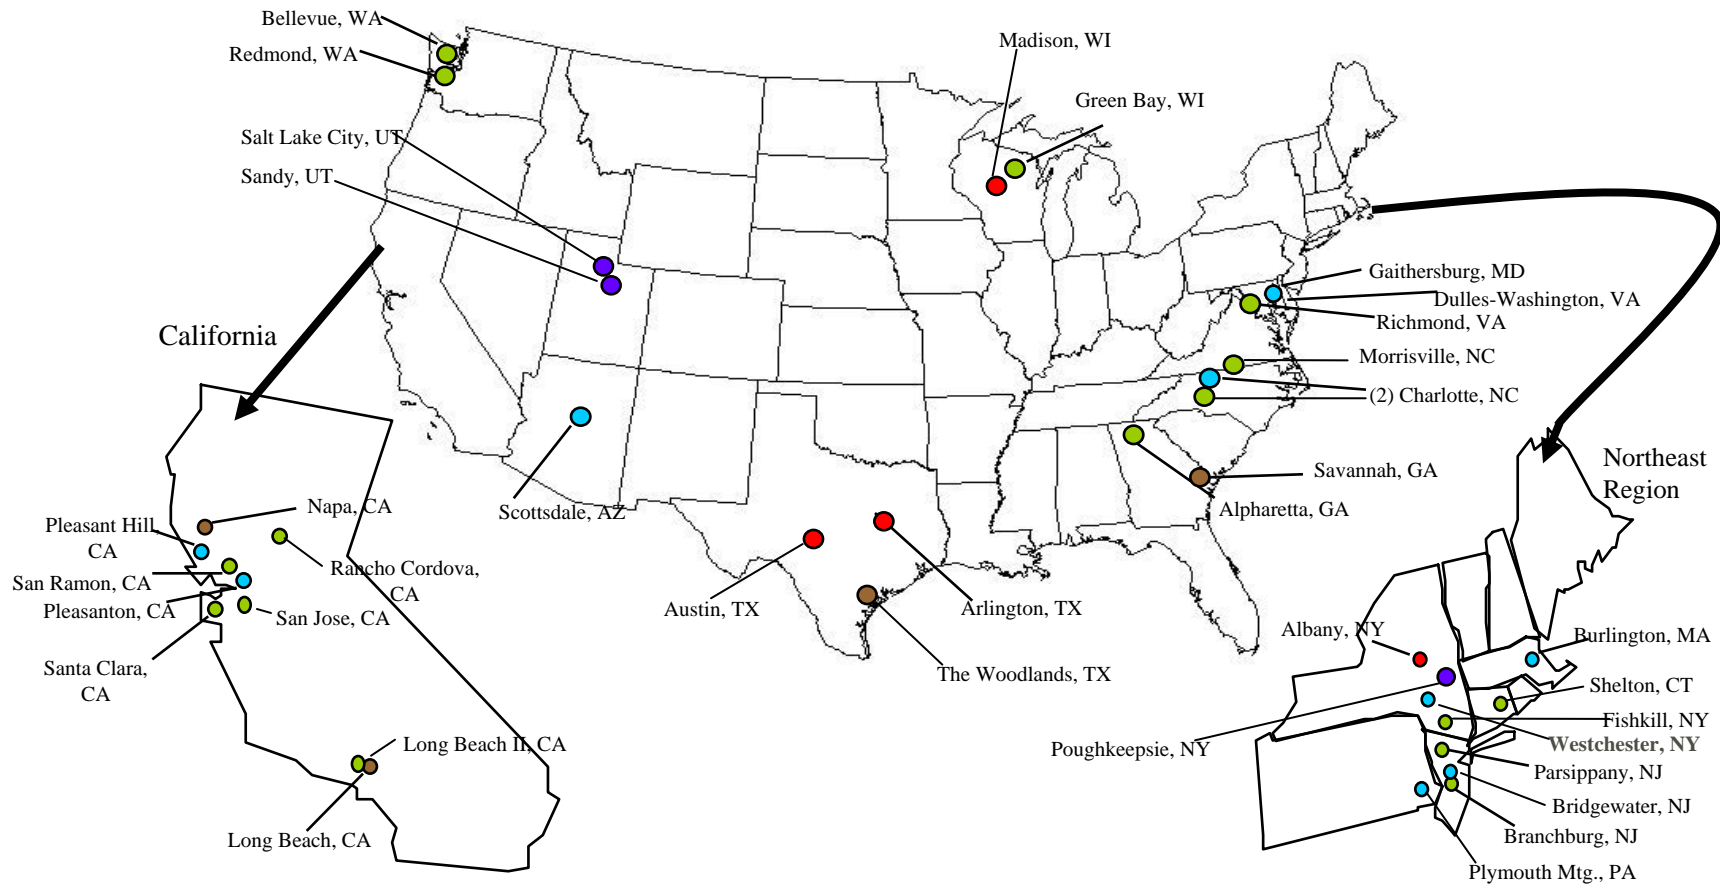 Bellevue, WA
Redmond, WA
Madison, WI
Green Bay, WI
Salt Lake City, UT
Sandy, UT
Gaithersburg, MD
Dulles-Washington, VA
Richmond, VA
California
Morrisville, NC
(2) Charlotte, NC
Savannah, GA
Alpharetta, GA
Northeast
Region
Scottsdale, AZ
Napa, CA
Pleasant Hill,
CA
Rancho Cordova,
CA
San Ramon, CA
Pleasanton, CA
San Jose, CA
Santa Clara,
CA
Austin, TX
Arlington, TX
The Woodlands, TX
Long Beach II, CA
Long Beach, CA
Albany, NY
Burlington, MA
Shelton, CT
Fishkill, NY
Poughkeepsie, NY
Westchester, NY
Parsippany, NJ
Bridgewater, NJ
Branchburg, NJ
Plymouth Mtg., PA